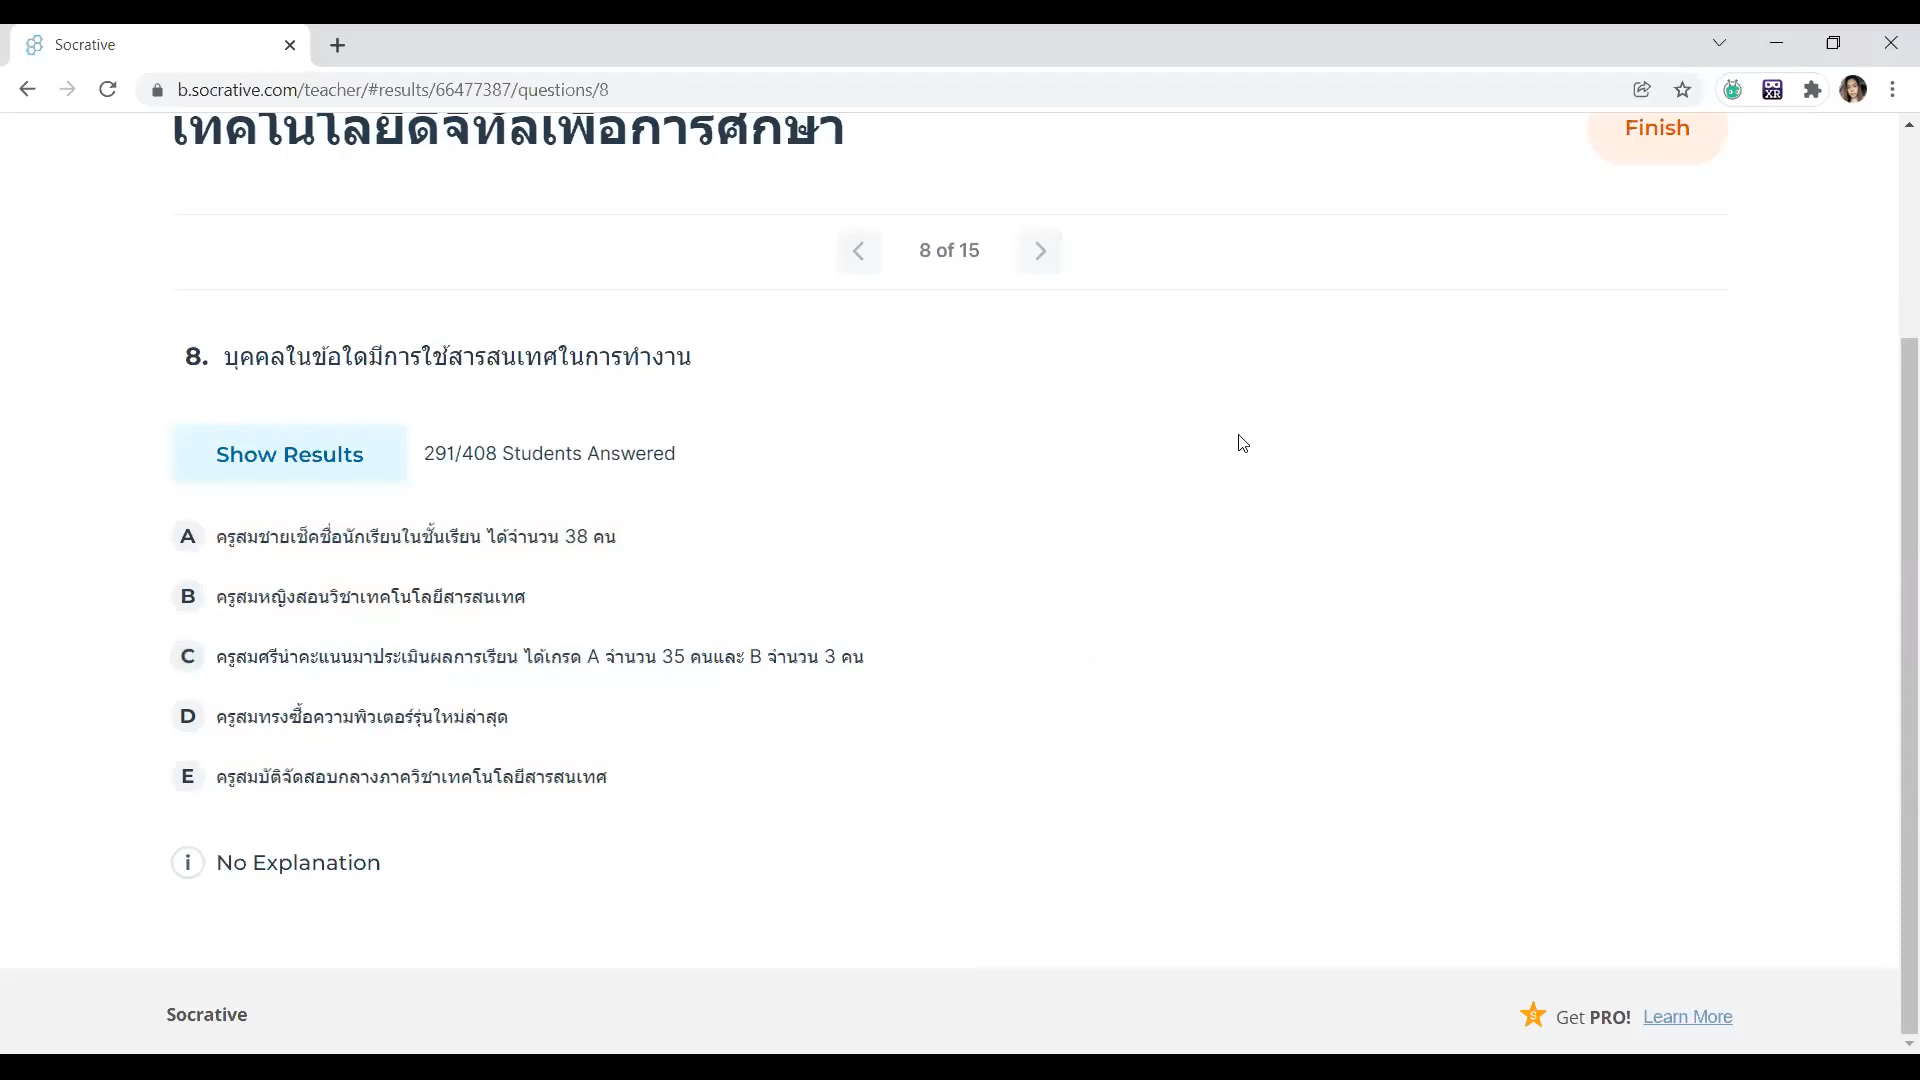 Socrative
b.socrative.com/teacher/#results/66477387/questions/8
เทคโนโลยีดิจิทัลเพื่อการศึกษา
Finish
8 of 15
8. บุคคลในข้อใดมีการใช้สารสนเทศในการทำงาน
Show Results 291/408 Students Answered
A ครูสมชายเช็คชื่อนักเรียนในชั้นเรียน ได้จำนวน 38 คน
B ครูสมหญิงสอนวิชาเทคโนโลยีสารสนเทศ
C ครูสมศรีนำคะแนนมาประเมินผลการเรียน ได้เกรด A จำนวน 35 คนและ B จำนวน 3 คน
D ครูสมทรงซื้อความพิวเตอร์รุ่นใหม่ล่าสุด
E ครูสมบัติจัดสอบกลางภาควิชาเทคโนโลยีสารสนเทศ
i No Explanation
Socrative
Get PRO! Learn More